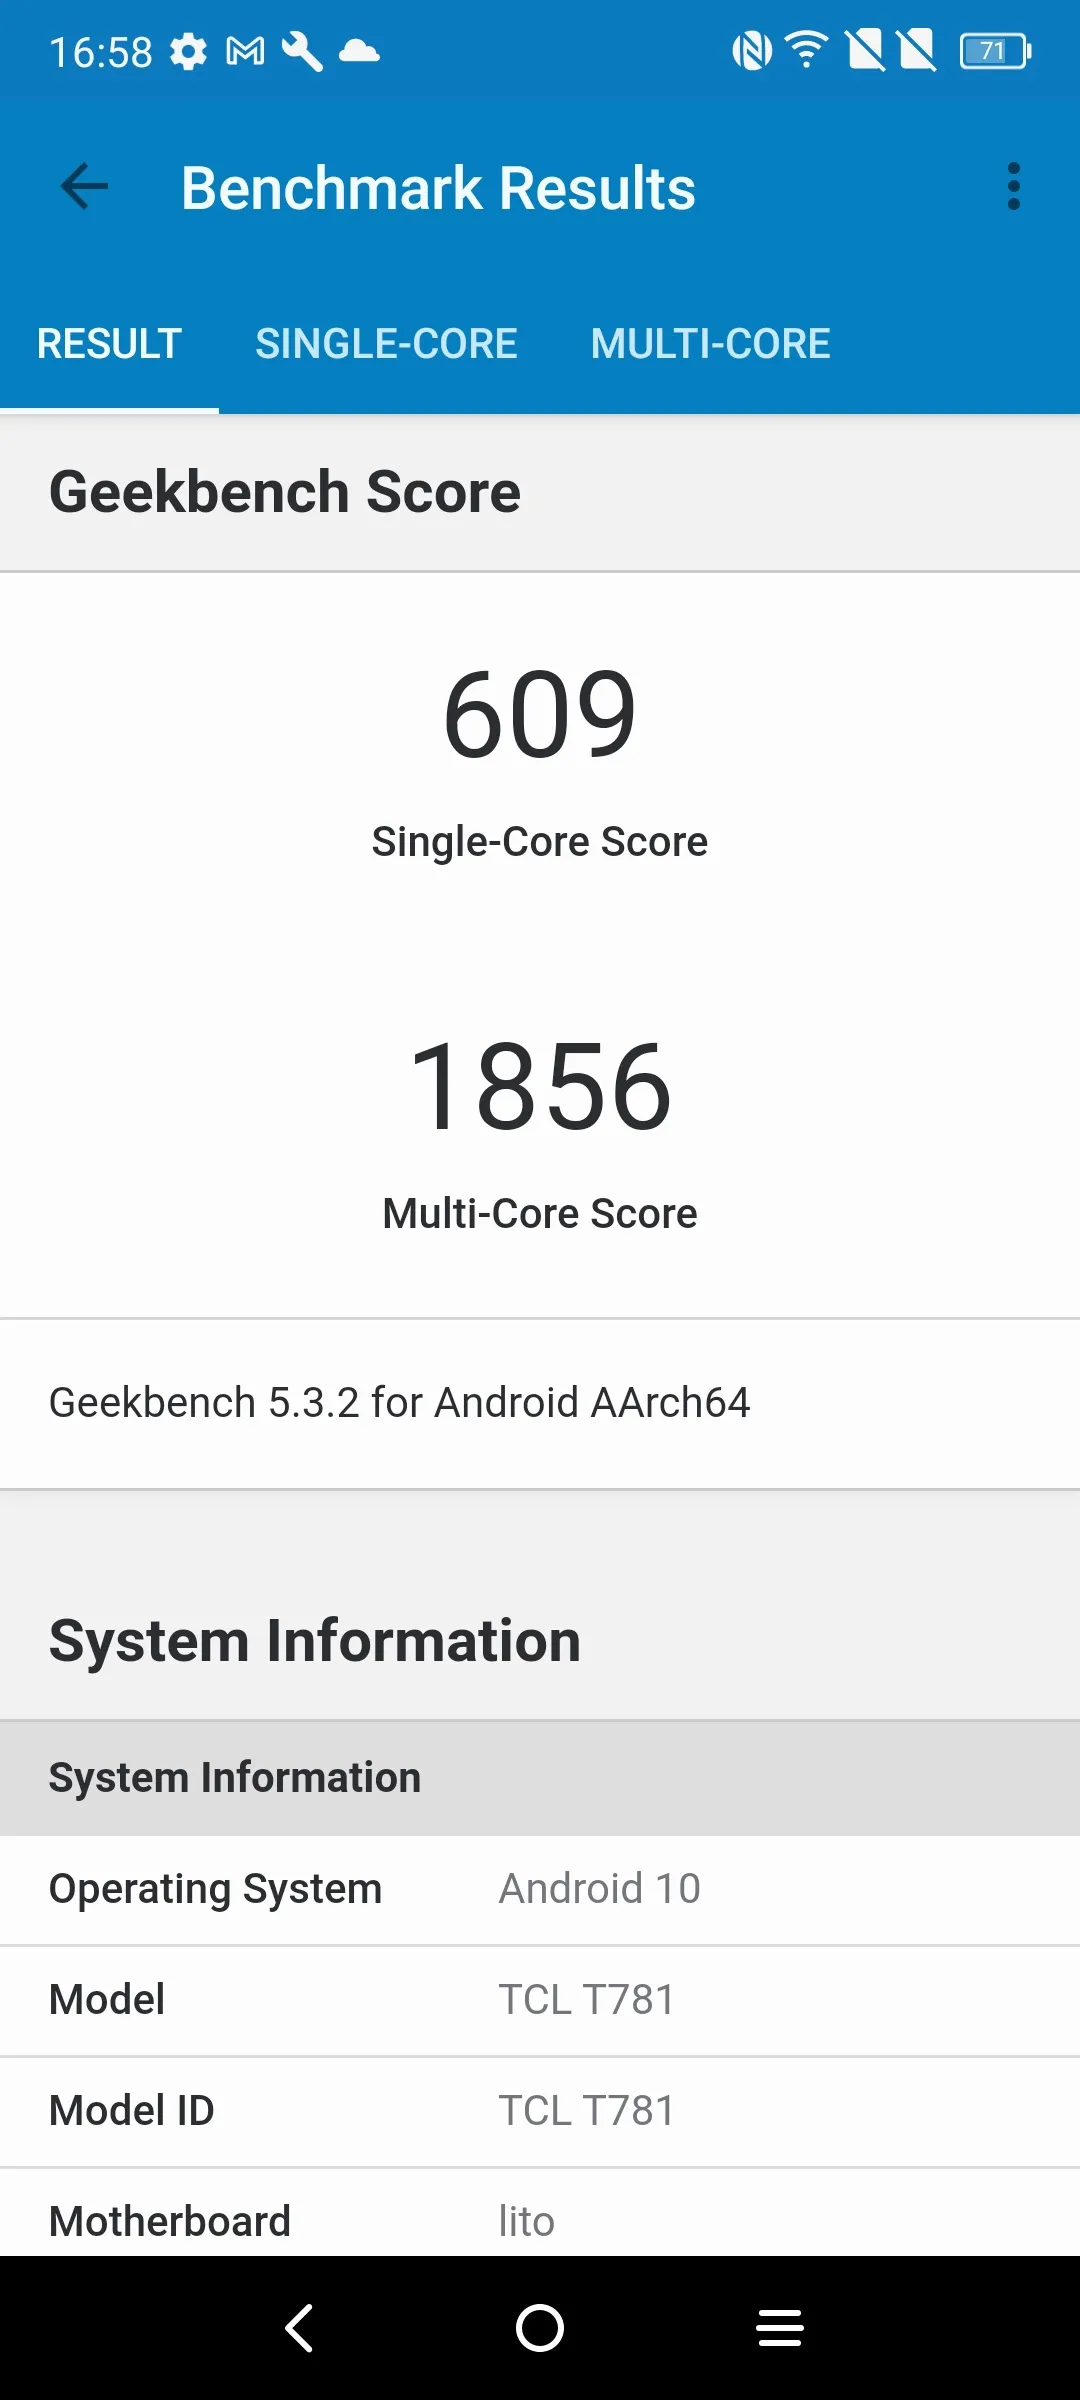 16:58
71
Benchmark Results
RESULT SINGLE-CORE MULTI-CORE
Geekbench Score
609
Single-Core Score
1856
Multi-Core Score
Geekbench 5.3.2 for Android AArch64
System Information
System Information
Operating System Android 10
Model TCL T781
Model ID TCL T781
Motherboard lito